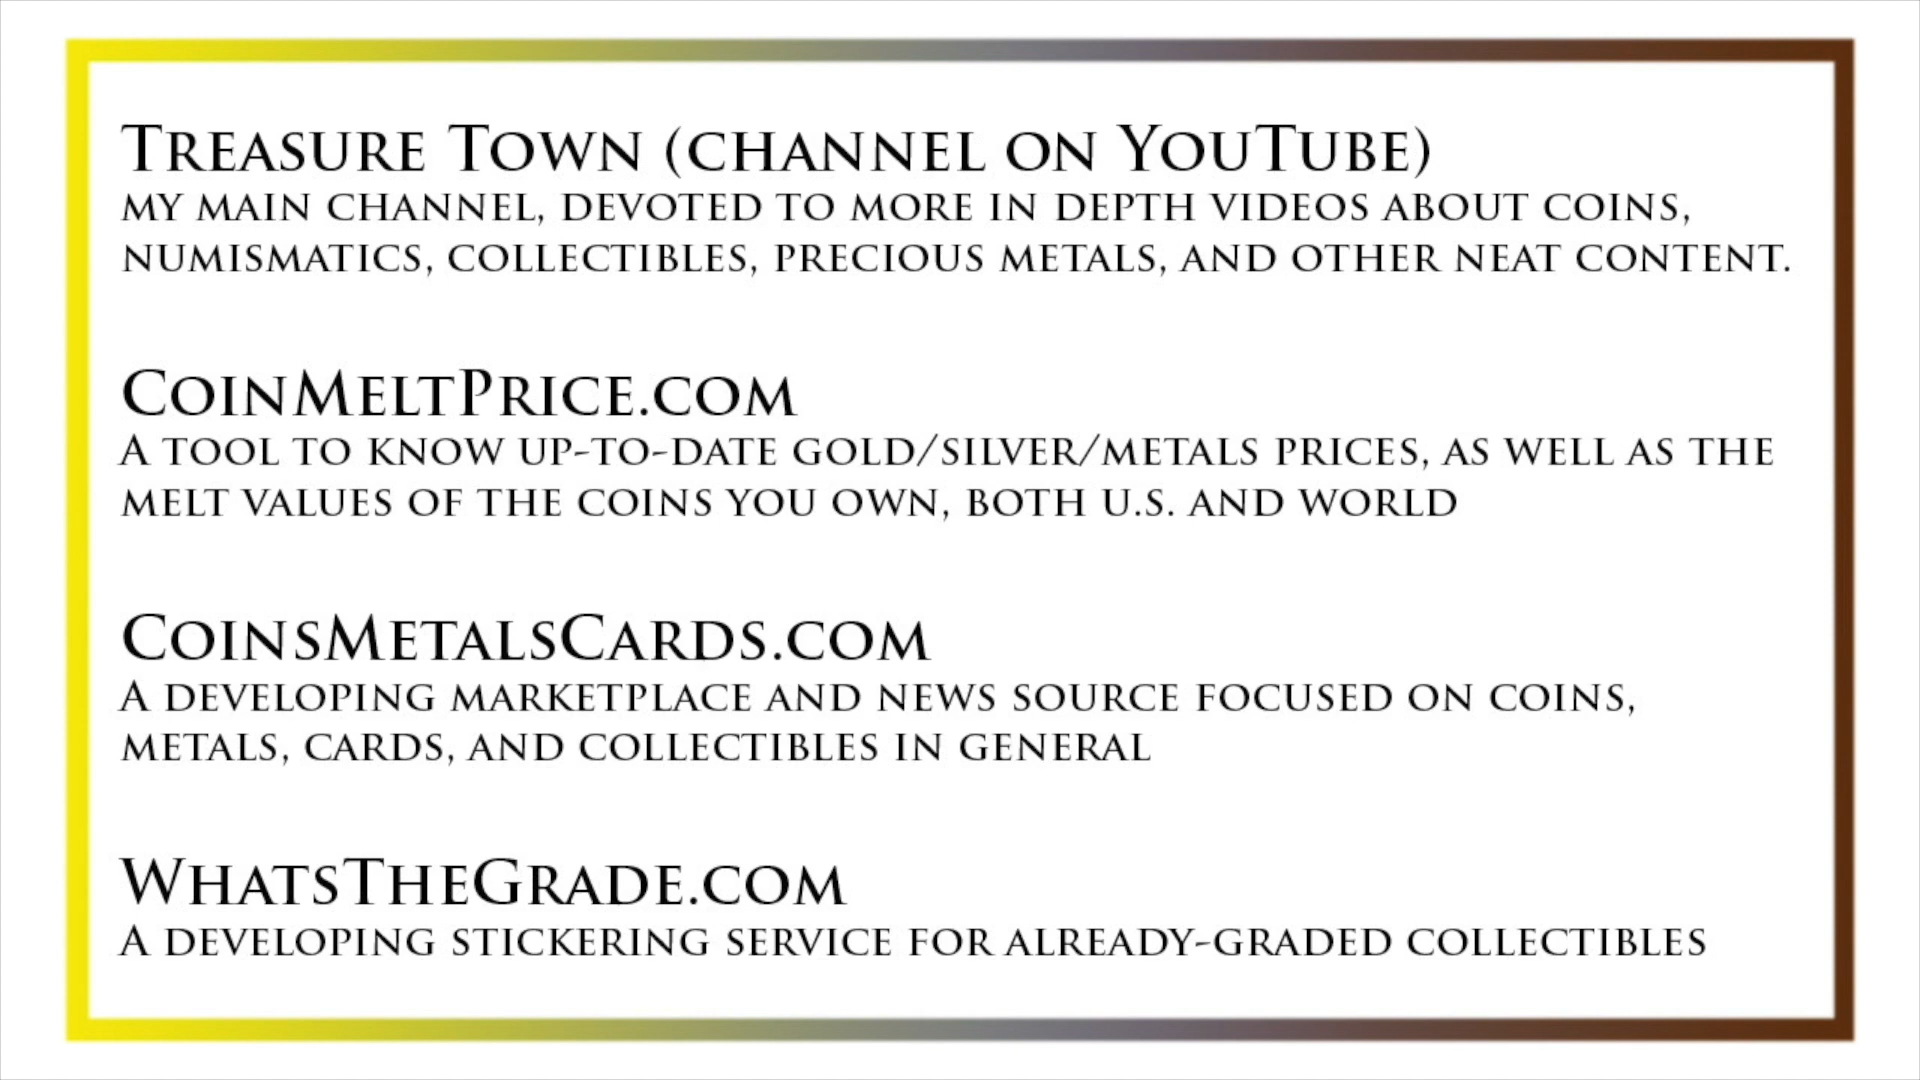 Treasure Town (channel on YouTube)
my main channel, devoted to more in depth videos about coins,
numismatics, collectibles, precious metals, and other neat content.
CoinMeltPrice.com
A tool to know up-to-date gold/silver/metals prices, as well as the
melt values of the coins you own, both U.S. and world
CoinsMetalsCards.com
A developing marketplace and news source focused on coins,
metals, cards, and collectibles in general
WhatsTheGrade.com
A developing stickering service for already-graded collectibles